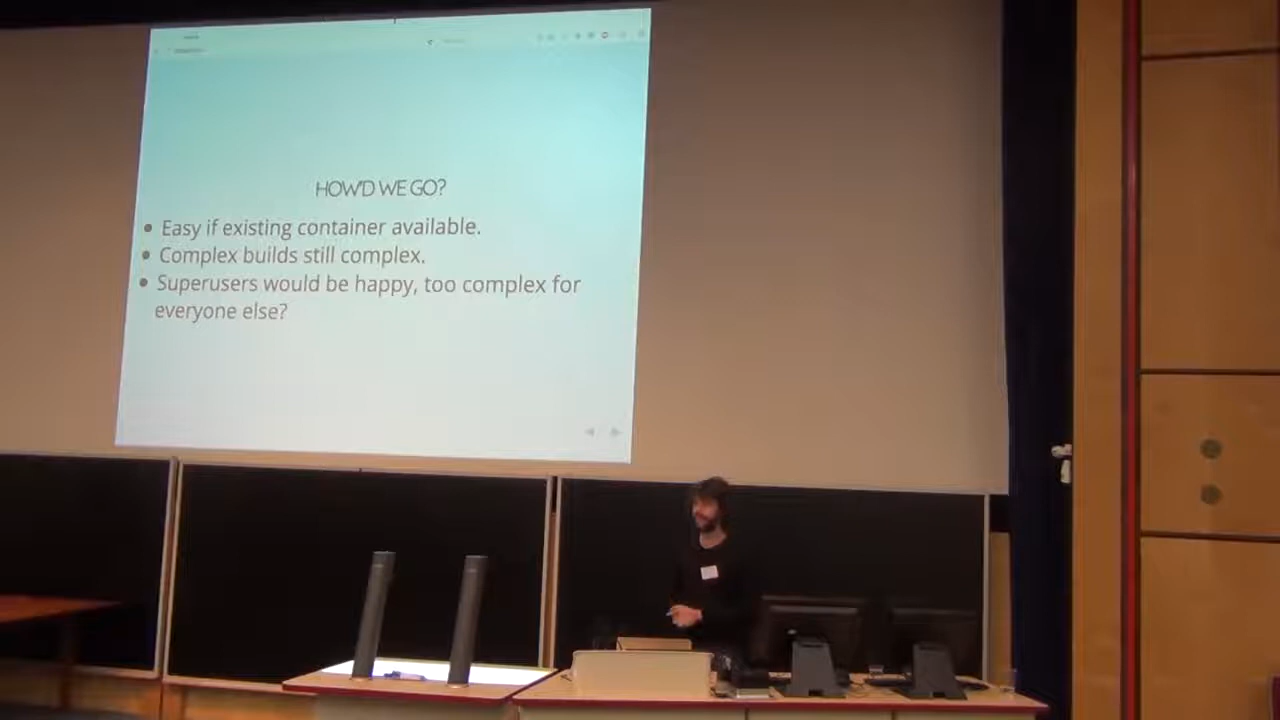 HOW'D WE GO?
Easy if existing container available.
Complex builds still complex.
Superusers would be happy, too complex for
everyone else?